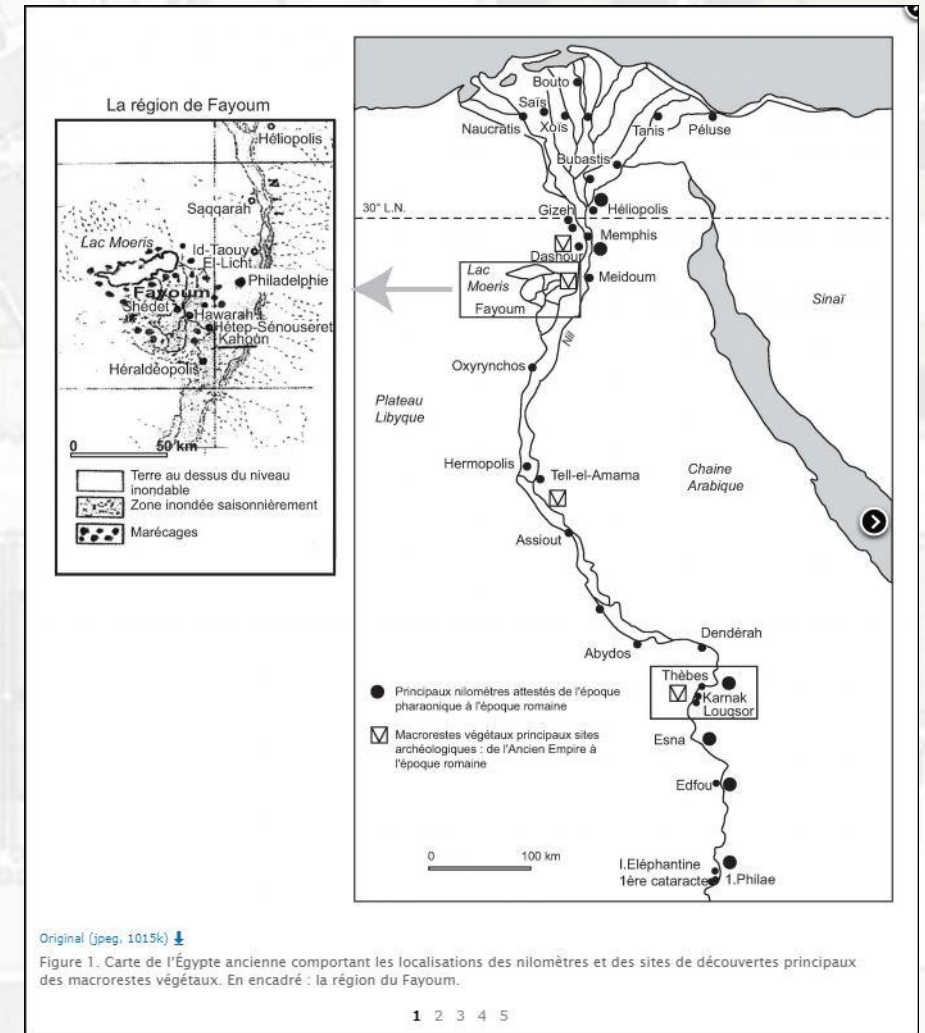 La région de Fayoum
Héliopolis
Saqqarah
Lac Moeris
Id-Taouy
El-Licht
Philadelphie
Fayoum
Shédet
Hawarah
Hétep-Sénouseret
Kahoun
Héraldéopolis
0 50 km
Terre au dessus du niveau
inondable
Zone inondée saisonnièrement
Marécages
Bouto
Saïs
Naucratis
Xoïs
Tanis
Péluse
Bubastis
30° L.N.
Gizeh
Héliopolis
Memphis
Dashour
Lac
Moeris
Fayoum
Meidoum
Nil
Sinaï
Oxyrynchos
Plateau
Libyque
Hermopolis
Tell-el-Amama
Chaine
Arabique
Assiout
Abydos
Dendérah
Thèbes
Karnak
Louqsor
Principaux nilomètres attestés de l'époque
pharaonique à l'époque romaine
Macrorestes végétaux principaux sites
archéologiques : de l'Ancien Empire à
l'époque romaine
Esna
Edfou
0 100 km
I.Eléphantine
1ère cataracte
1.Philae
Original (jpeg, 1015k)
Figure 1. Carte de l'Égypte ancienne comportant les localisations des nilomètres et des sites de découvertes principaux
des macrorestes végétaux. En encadré : la région du Fayoum.
1 2 3 4 5